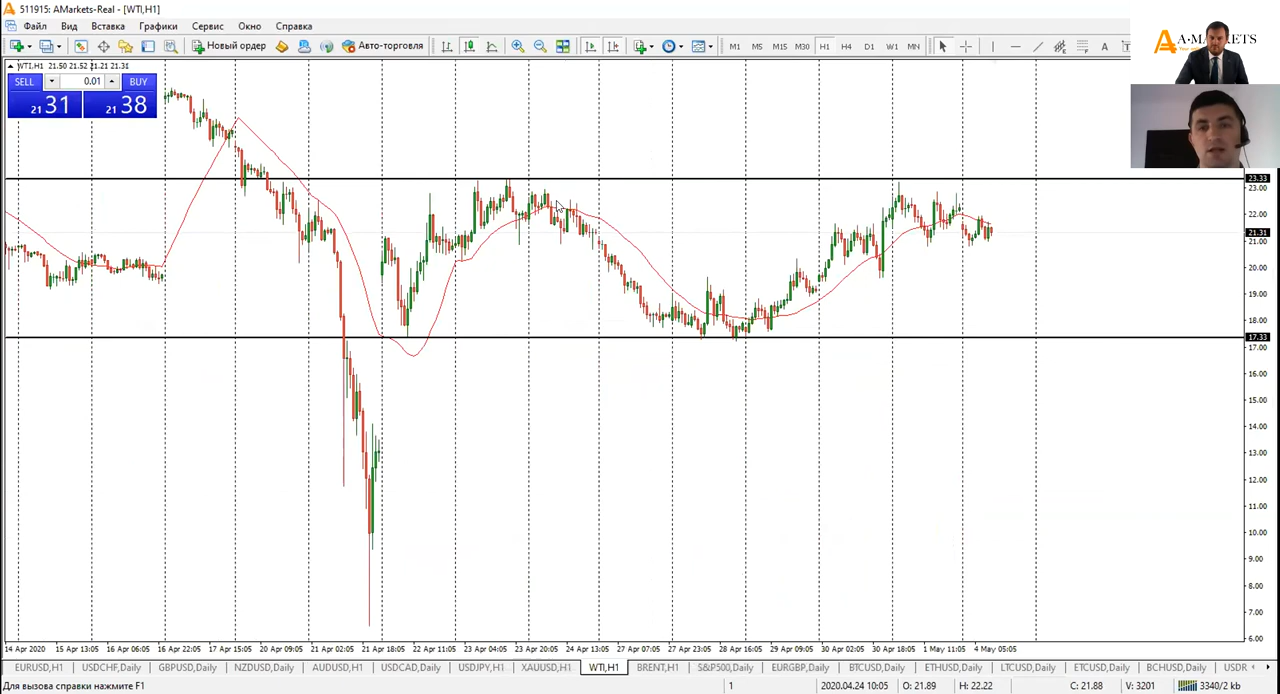 511915: AMarkets-Real - [WTI,H1]
Файл Вид Вставка Графики Сервис Окно Справка
Новый ордер Авто-торговля M1 M5 M15 M30 H1 H4 D1 W1 MN A T
A·MARKETS
WTI,H1 21.50 21.52 21.21 21.31
SELL 0.01 BUY
21 31 21 38
23.33
23.00
22.00
21.31
21.00
20.00
19.00
18.00
17.33
17.00
16.00
15.00
14.00
13.00
12.00
11.00
10.00
9.00
8.00
7.00
6.00
14 Apr 2020 15 Apr 13:05 16 Apr 06:05 16 Apr 22:05 17 Apr 15:05 20 Apr 09:05 21 Apr 02:05 21 Apr 18:05 22 Apr 11:05 23 Apr 04:05 23 Apr 20:05 24 Apr 13:05 27 Apr 07:05 27 Apr 23:05 28 Apr 16:05 29 Apr 09:05 30 Apr 02:05 30 Apr 18:05 1 May 11:05 4 May 05:05
EURUSD,H1 USDCHF,Daily GBPUSD,Daily NZDUSD,Daily AUDUSD,H1 USDCAD,Daily USDJPY,H1 XAUUSD,H1 WTI,H1 BRENT,H1 S&P500,Daily EURGBP,Daily BTCUSD,Daily ETHUSD,Daily LTCUSD,Daily ETCUSD,Daily BCHUSD,Daily USDR
Для вызова справки нажмите F1 1 2020.04.24 10:05 O: 21.89 H: 22.22 C: 21.88 V: 3201 3340/2 kb